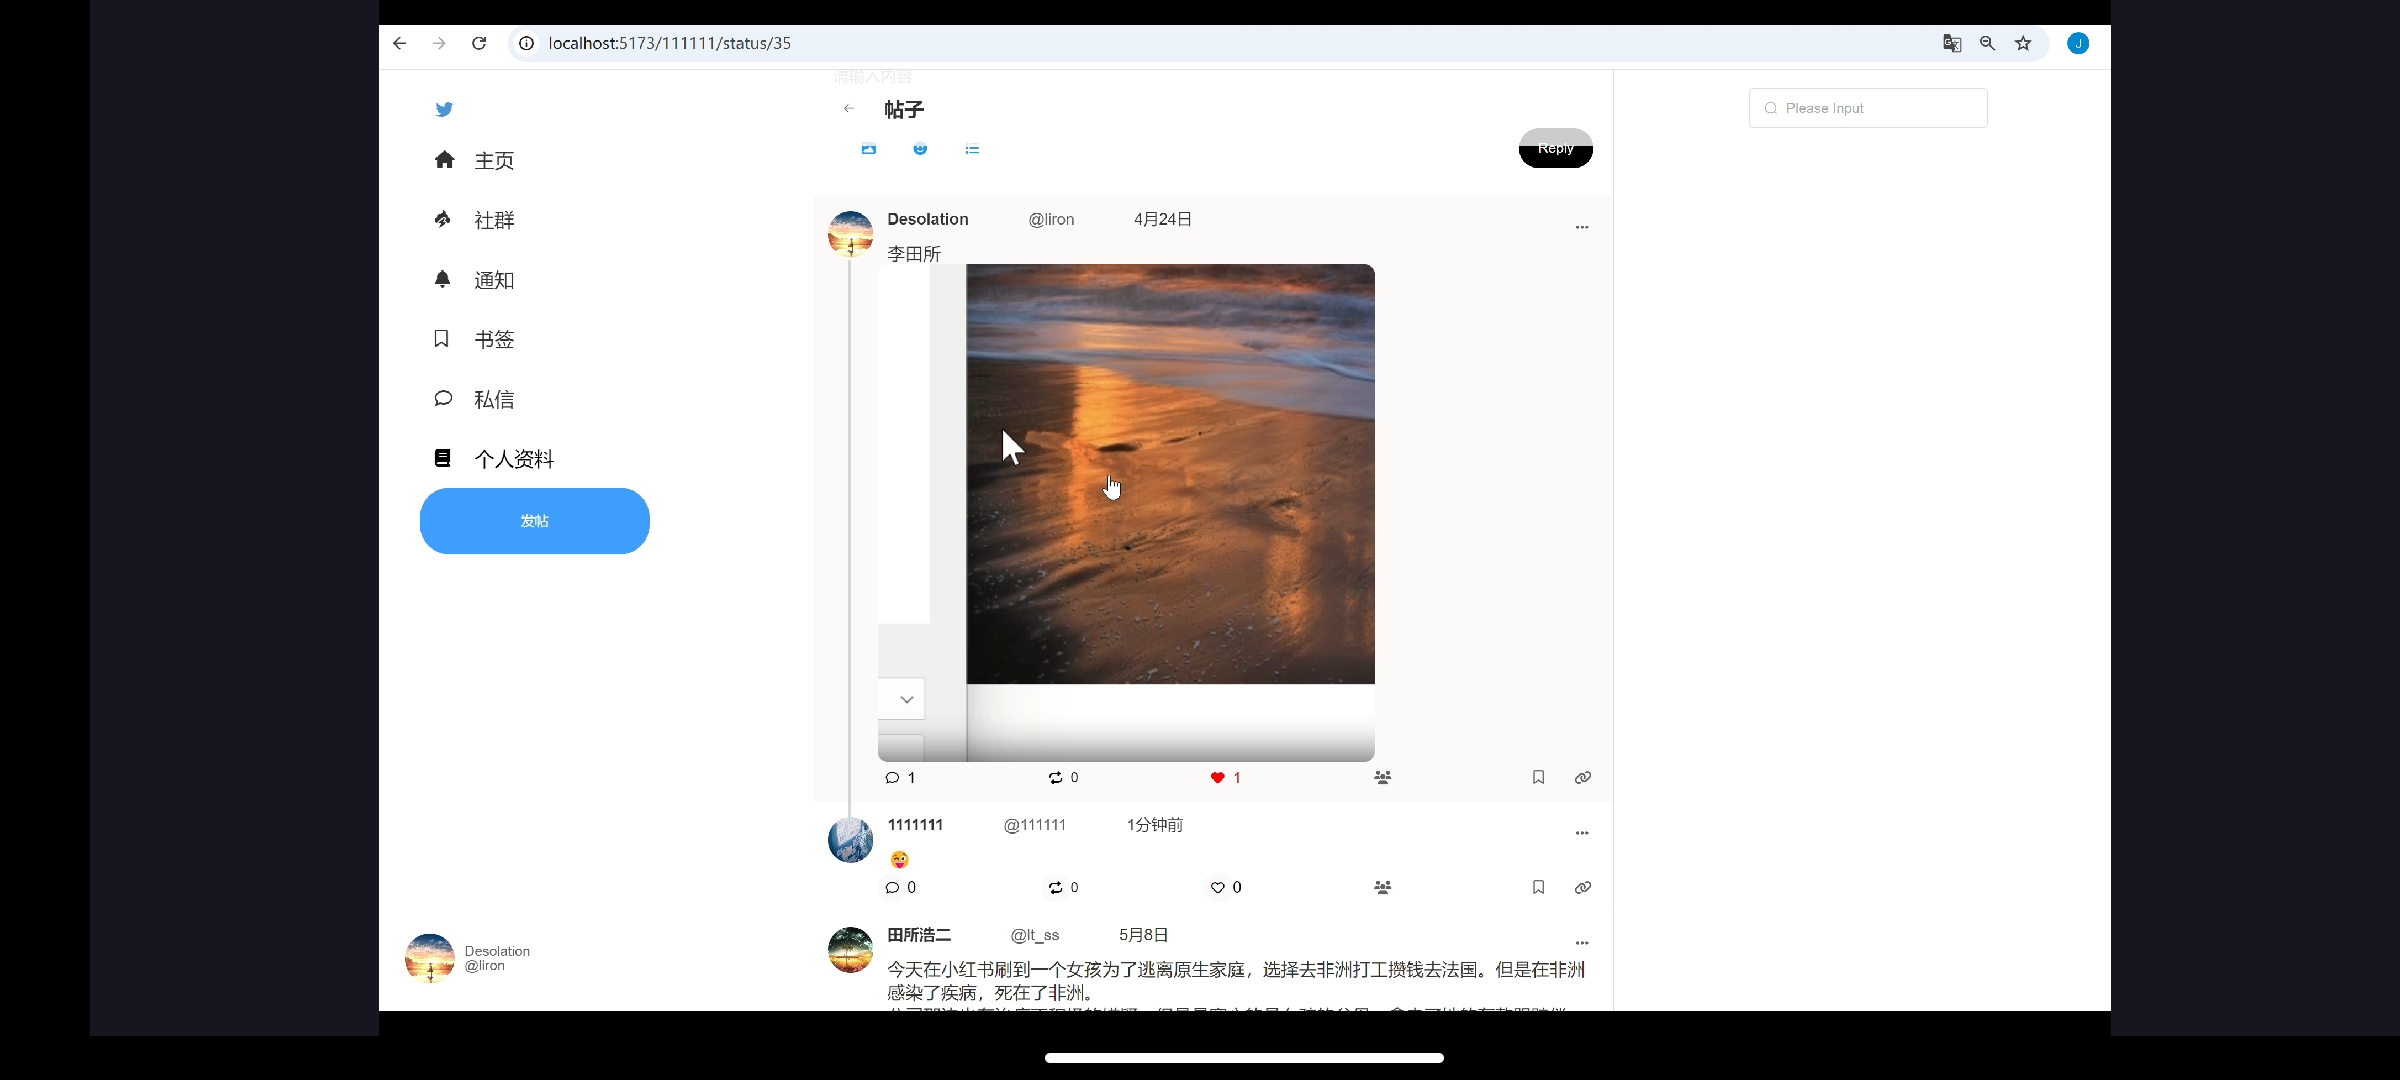 localhost:5173/111111/status/35
J
请输入内容
帖子
Please Input
Reply
主页
社群
通知
书签
私信
个人资料
发帖
Desolation @liron 4月24日
李田所
1 0 1
1111111 @111111 1分钟前
0 0 0
田所浩二 @lt_ss 5月8日
今天在小红书刷到一个女孩为了逃离原生家庭，选择去非洲打工攒钱去法国。但是在非洲
感染了疾病，死在了非洲。
Desolation
@liron